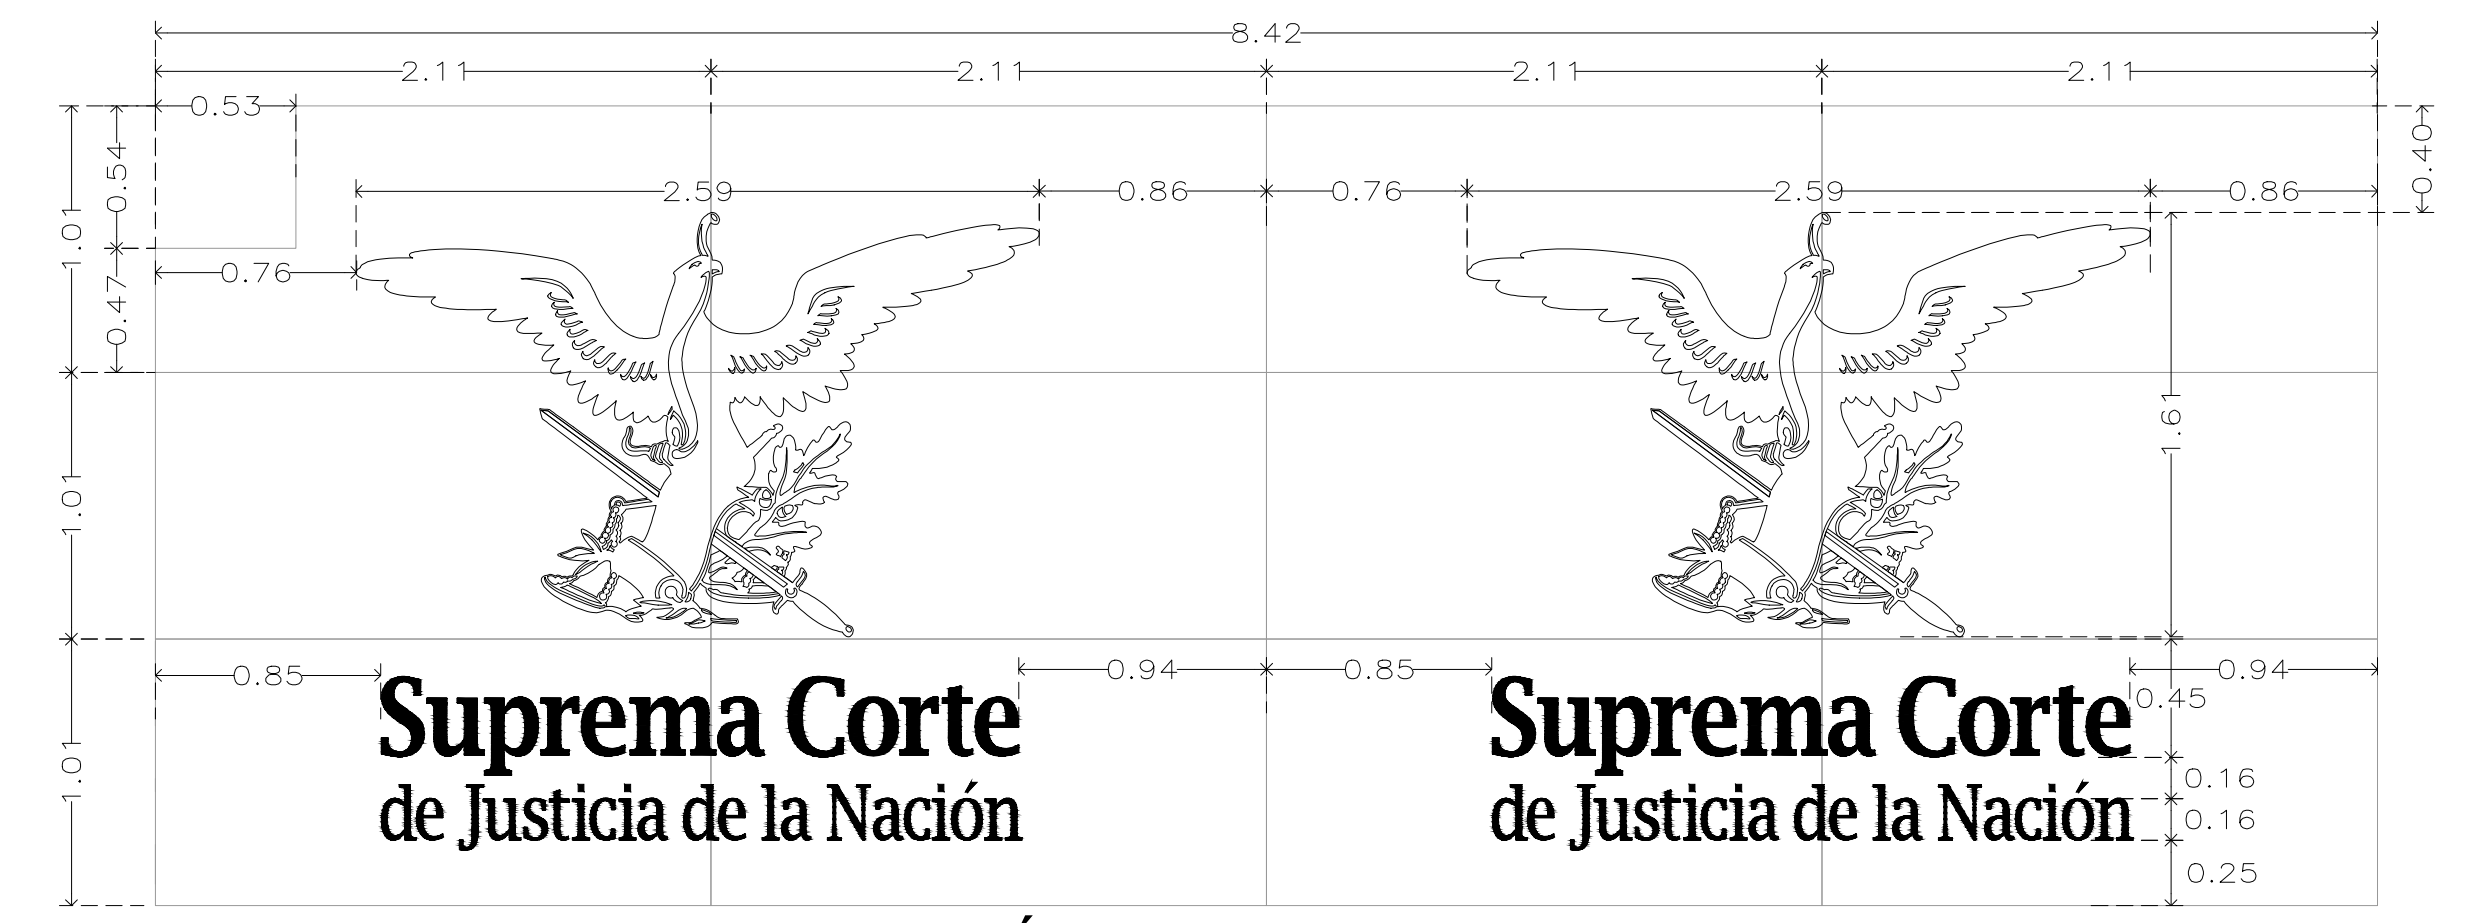 8.42
2.11 2.11 2.11 2.11
0.53
0.54
0.40
2.59 0.86 0.76 2.59 0.86
1.01
0.76
0.47
1.61
1.01
0.85 0.94 0.85 0.94
Suprema Corte Suprema Corte
0.45
1.01
0.16
de Justicia de la Nación de Justicia de la Nación
0.16
0.25